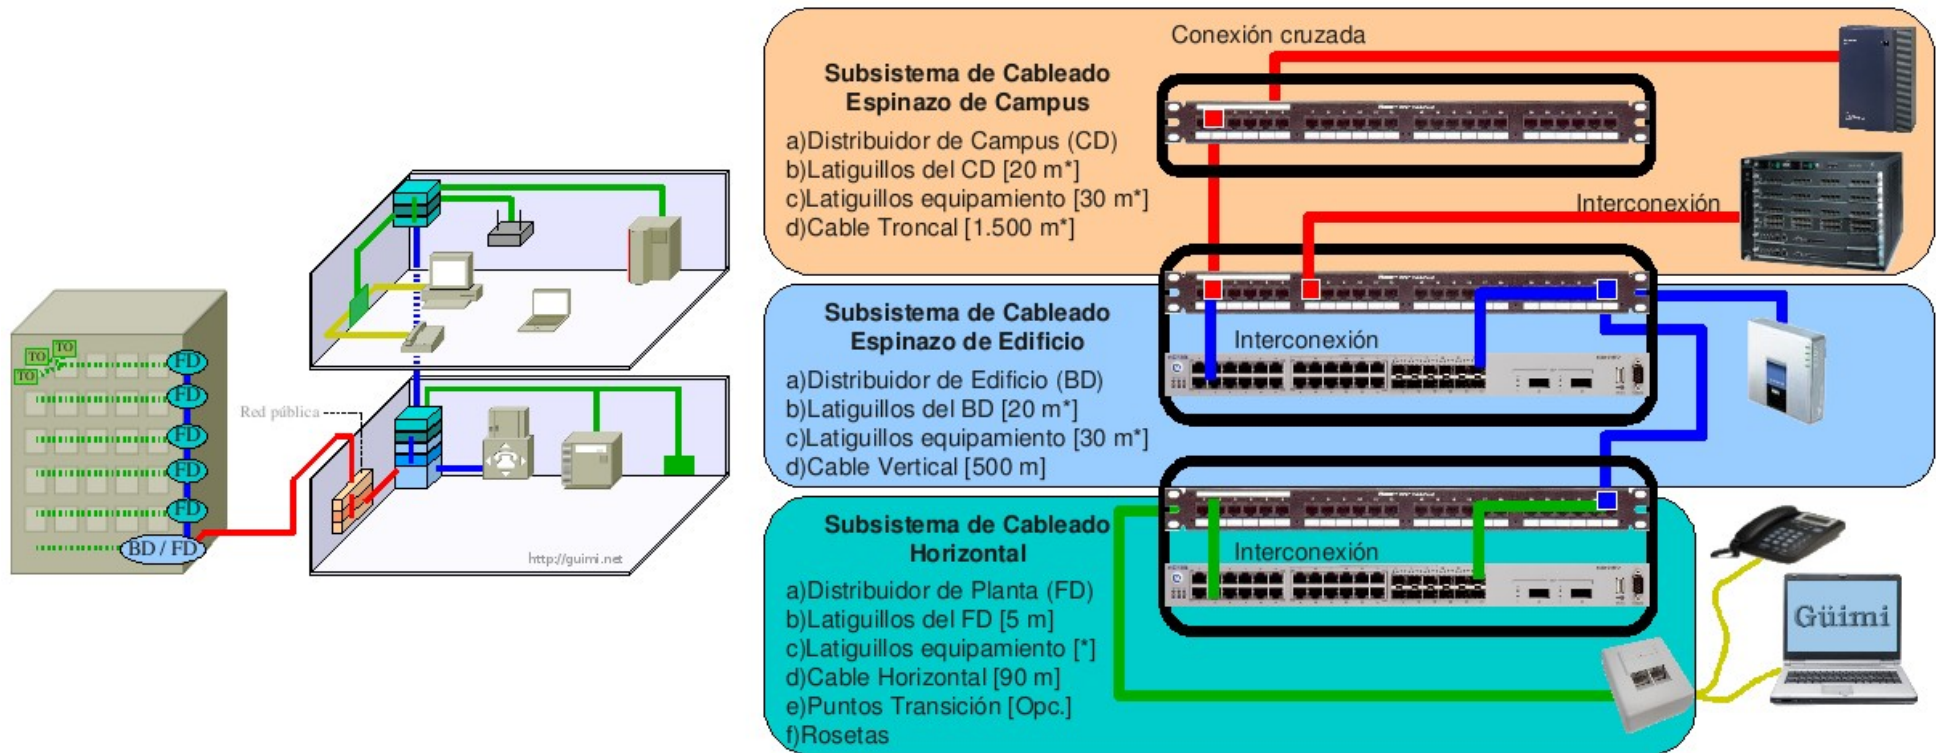 TO
TO
TO
FD
FD
FD
FD
FD
BD / FD
Red pública
http://guimi.net
Conexión cruzada
Subsistema de Cableado
Espinazo de Campus
a)Distribuidor de Campus (CD)
b)Latiguillos del CD [20 m*]
c)Latiguillos equipamiento [30 m*]
d)Cable Troncal [1.500 m*]
Interconexión
Subsistema de Cableado
Espinazo de Edificio
Interconexión
a)Distribuidor de Edificio (BD)
b)Latiguillos del BD [20 m*]
c)Latiguillos equipamiento [30 m*]
d)Cable Vertical [500 m]
Subsistema de Cableado
Horizontal
Interconexión
a)Distribuidor de Planta (FD)
b)Latiguillos del FD [5 m]
c)Latiguillos equipamiento [*]
d)Cable Horizontal [90 m]
e)Puntos Transición [Opc.]
f)Rosetas
Güimi